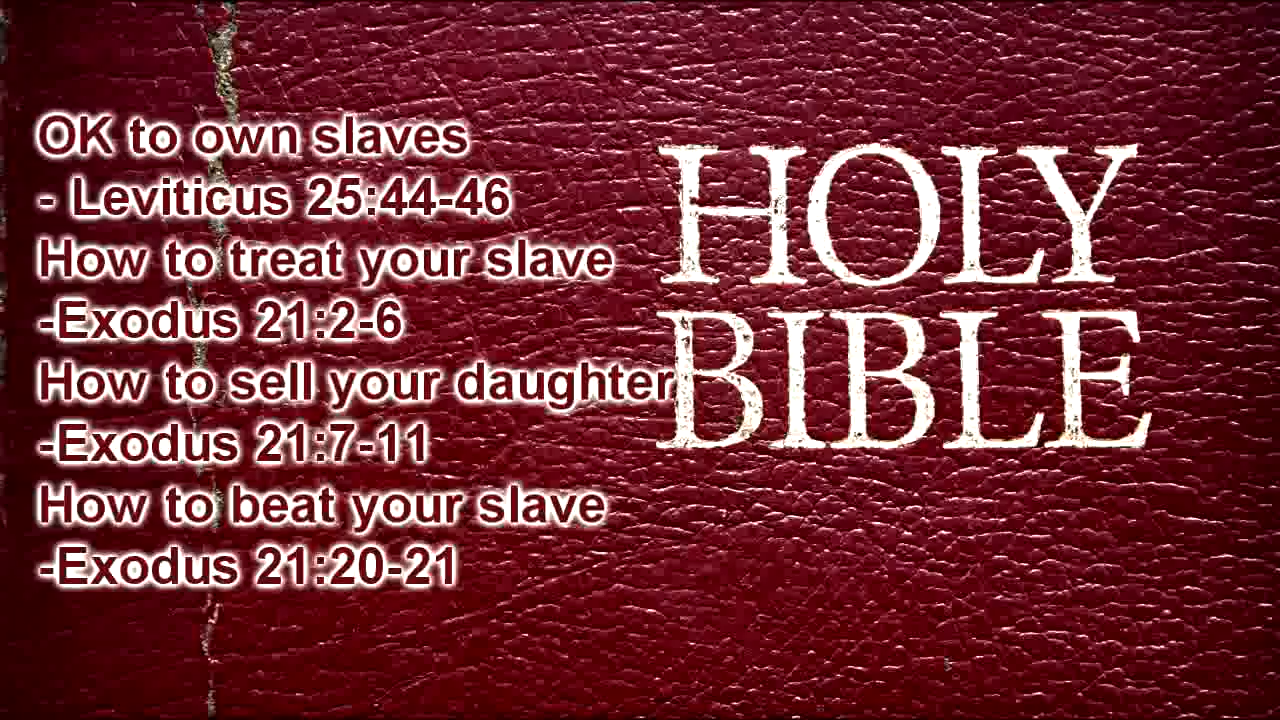 OK to own slaves
- Leviticus 25:44-46
How to treat your slave
-Exodus 21:2-6
How to sell your daughter
-Exodus 21:7-11
How to beat your slave
-Exodus 21:20-21
HOLY
BIBLE